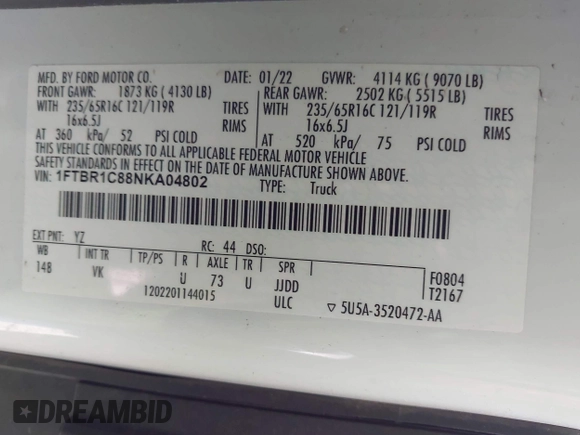 MFD. BY FORD MOTOR CO. DATE: 01/22 GVWR: 4114 KG ( 9070 LB)
FRONT GAWR: 1873 KG ( 4130 LB) REAR GAWR: 2502 KG ( 5515 LB)
WITH 235/65R16C 121/119R TIRES WITH 235/65R16C 121/119R TIRES
16x6.5J RIMS 16x6.5J RIMS
AT 360 kPa/ 52 PSI COLD AT 520 kPa/ 75 PSI COLD
THIS VEHICLE CONFORMS TO ALL APPLICABLE FEDERAL MOTOR VEHICLE
SAFETY STANDARDS IN EFFECT ON THE DATE OF MANUFACTURE SHOWN ABOVE.
VIN: 1FTBR1C88NKA04802 TYPE: Truck
EXT PNT: YZ RC: 44 DSO:
WB INT TR TP/PS R AXLE TR SPR F0804
148 VK U 73 U JJDD T2167
1202201144015 ULC ▽ 5U5A-3520472-AA
DREAMBID